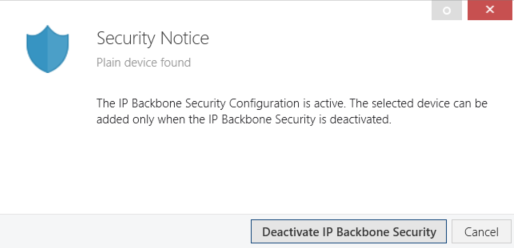 Security Notice
Plain device found
The IP Backbone Security Configuration is active. The selected device can be
added only when the IP Backbone Security is deactivated.
Deactivate IP Backbone Security
Cancel